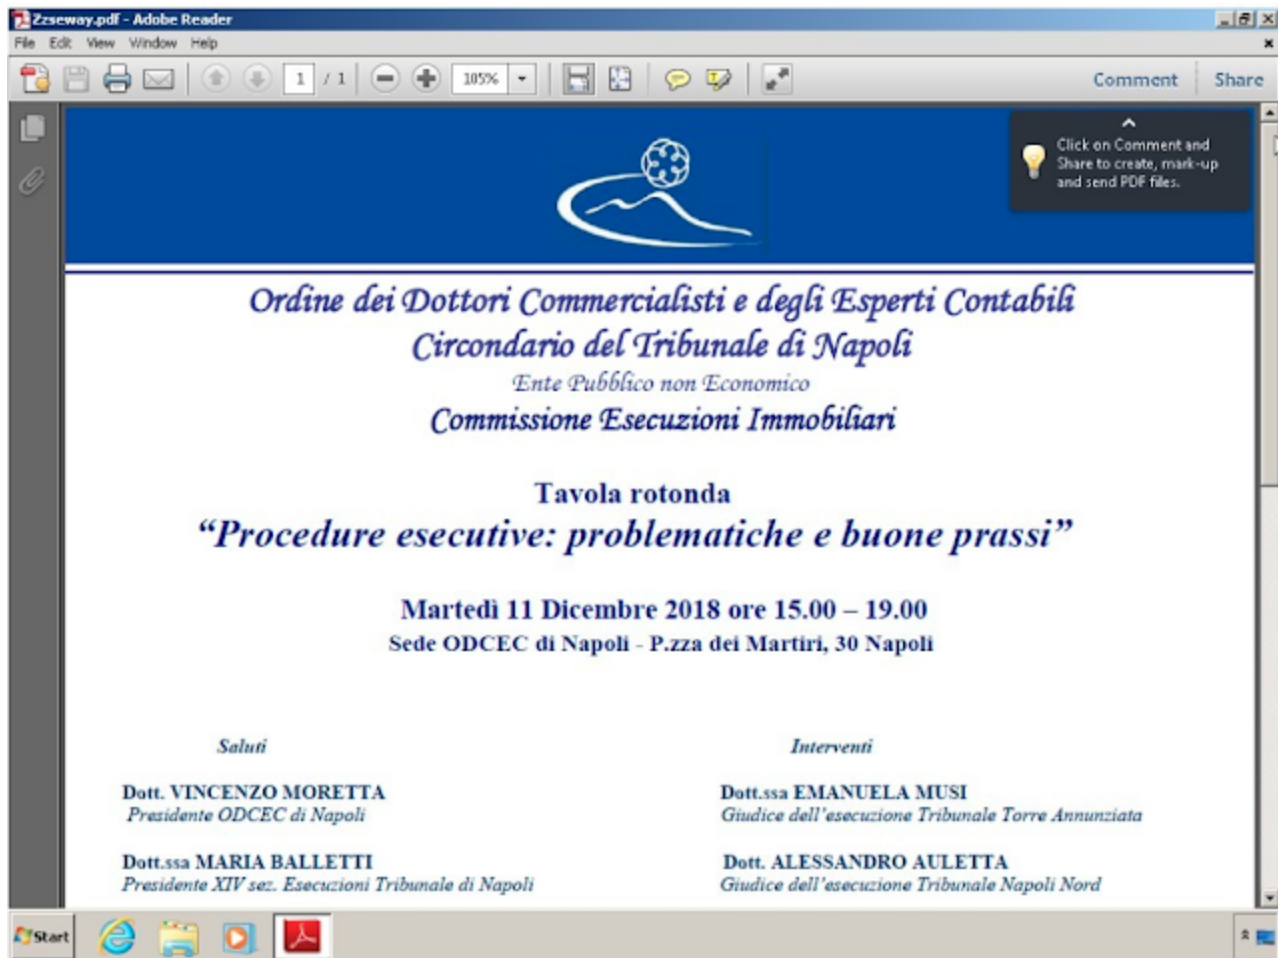 Zzseway.pdf - Adobe Reader
File Edit View Window Help
1 / 1 105% Comment Share
Click on Comment and
Share to create, mark-up
and send PDF files.
Ordine dei Dottori Commercialisti e degli Esperti Contabili
Circondario del Tribunale di Napoli
Ente Pubblico non Economico
Commissione Esecuzioni Immobiliari
Tavola rotonda
“Procedure esecutive: problematiche e buone prassi”
Martedì 11 Dicembre 2018 ore 15.00 – 19.00
Sede ODCEC di Napoli - P.zza dei Martiri, 30 Napoli
Saluti
Dott. VINCENZO MORETTA
Presidente ODCEC di Napoli
Dott.ssa MARIA BALLETTI
Presidente XIV sez. Esecuzioni Tribunale di Napoli
Interventi
Dott.ssa EMANUELA MUSI
Giudice dell'esecuzione Tribunale Torre Annunziata
Dott. ALESSANDRO AULETTA
Giudice dell'esecuzione Tribunale Napoli Nord
Start